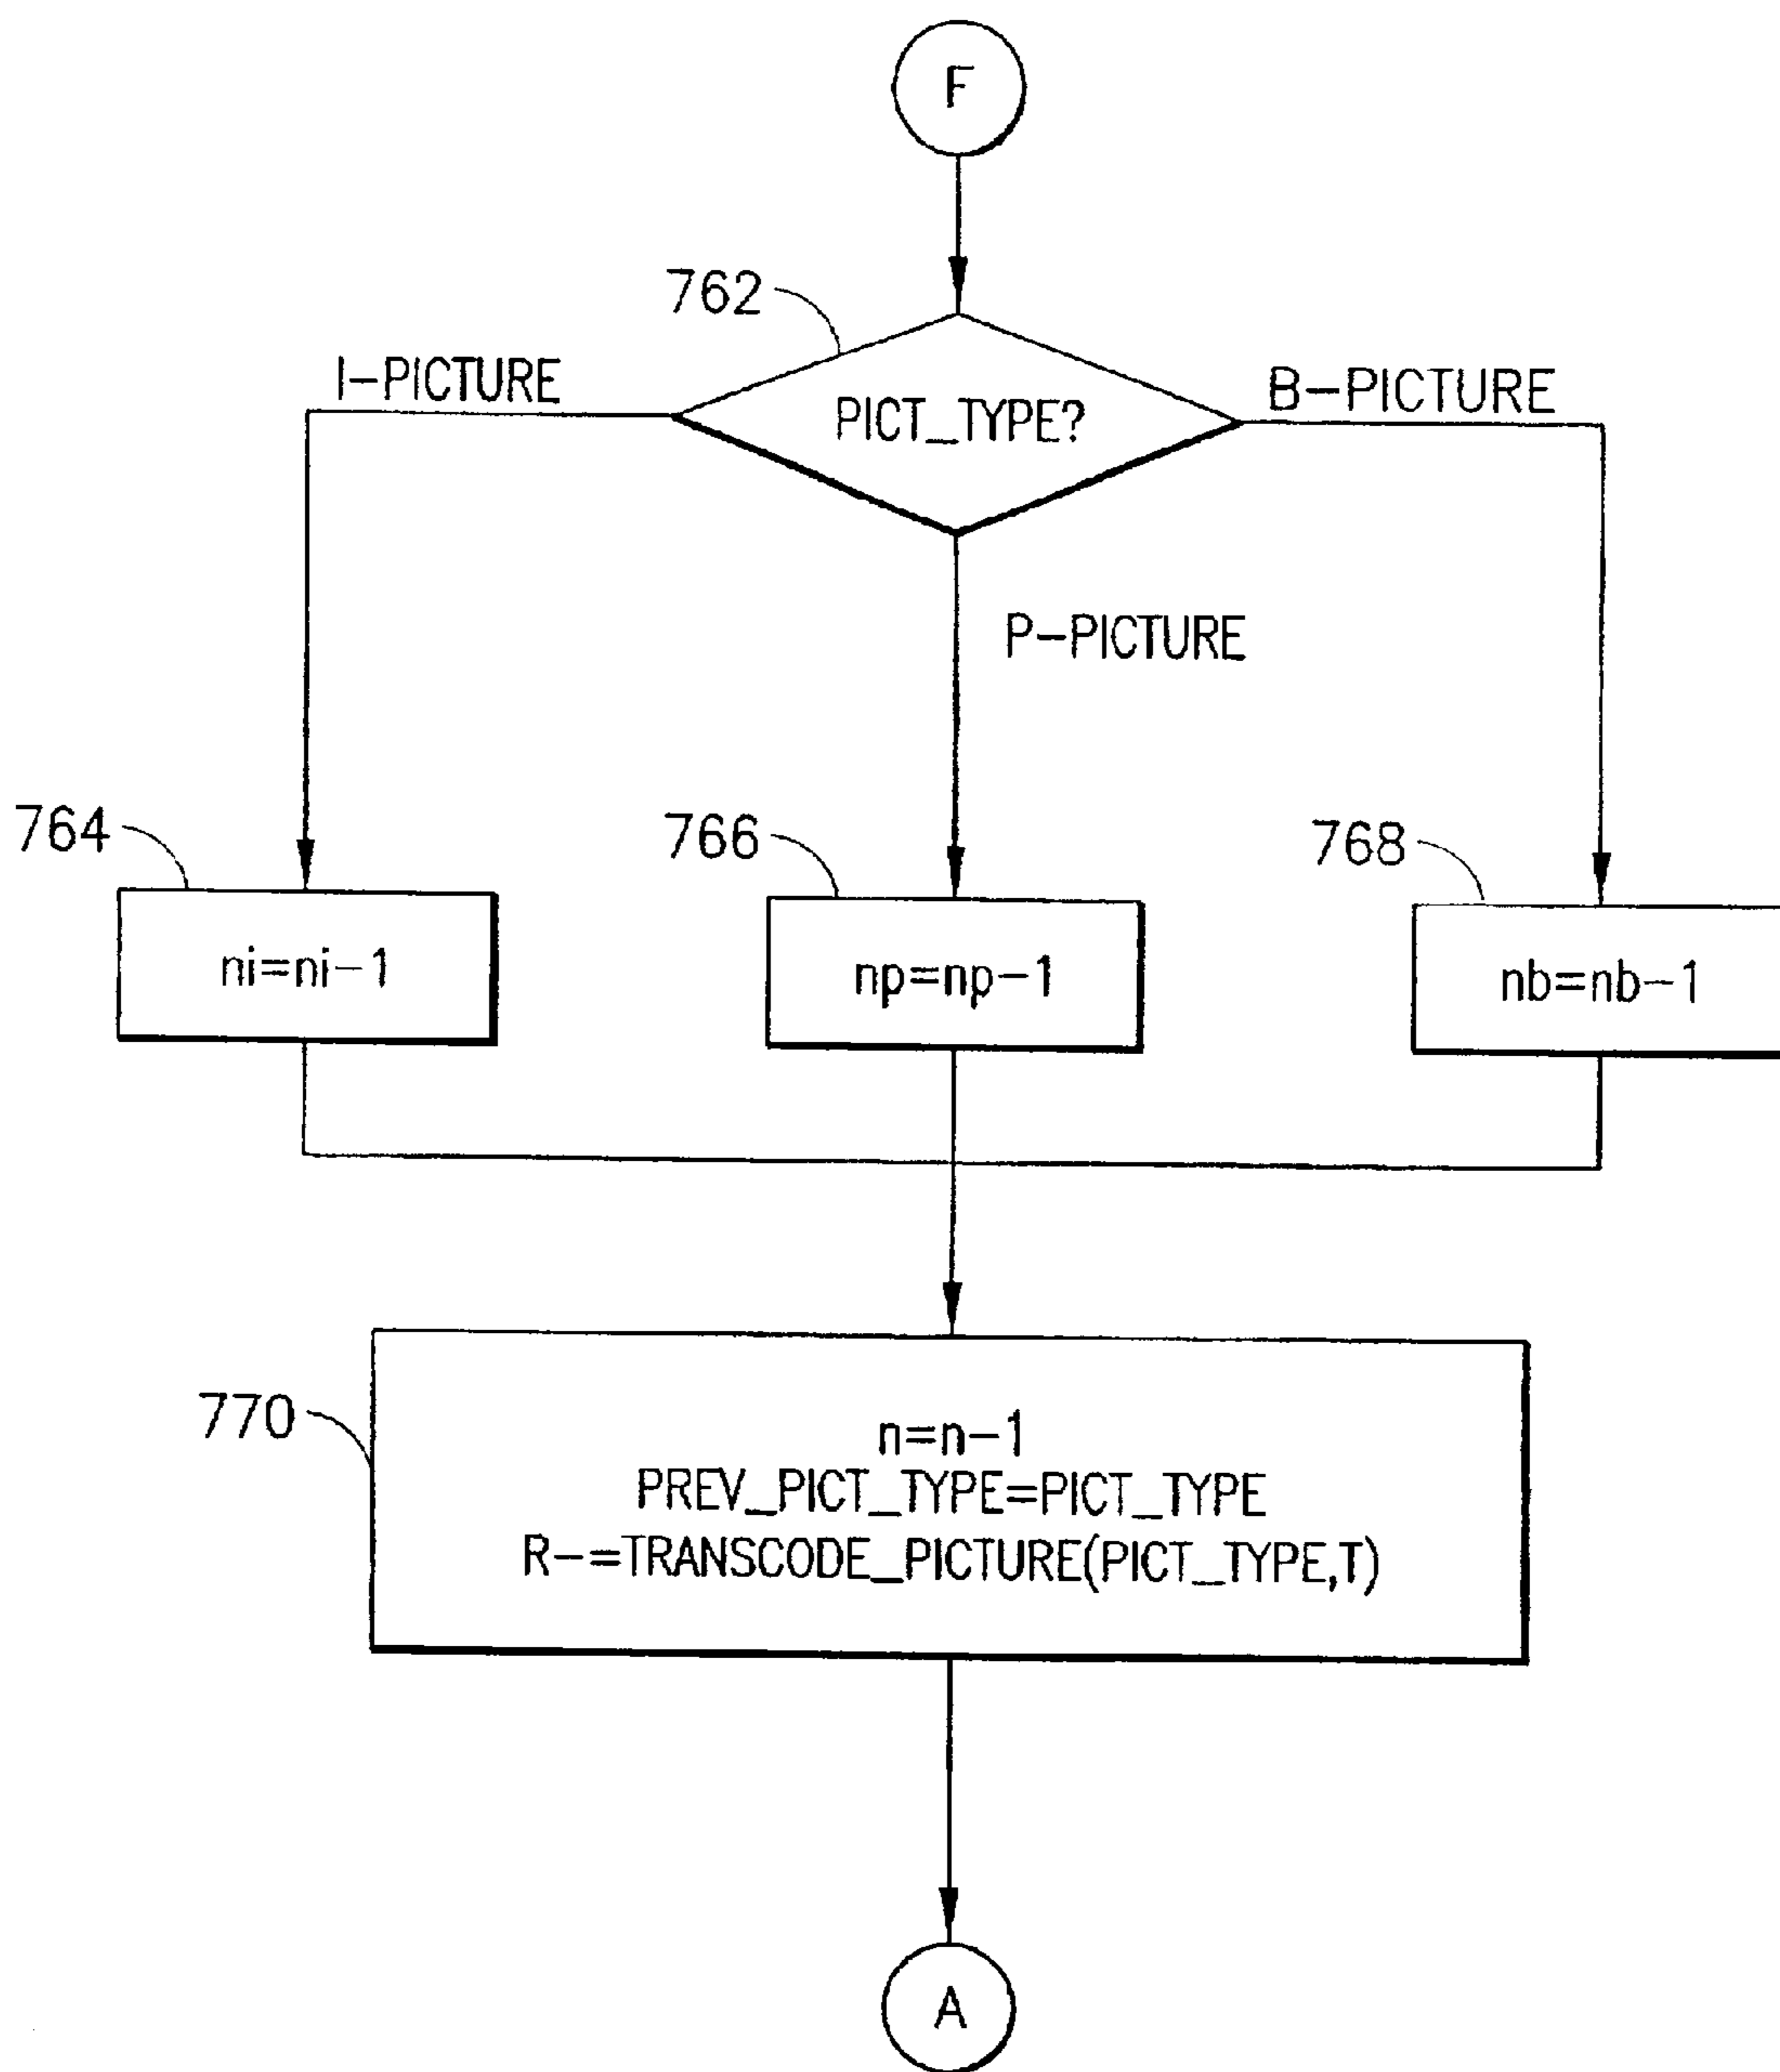 F
762
I-PICTURE
B-PICTURE
PICT_TYPE?
P-PICTURE
764
766
768
ni=ni-1
np=np-1
nb=nb-1
770
n=n-1
PREV_PICT_TYPE=PICT_TYPE
R-=TRANSCODE_PICTURE(PICT_TYPE,T)
A